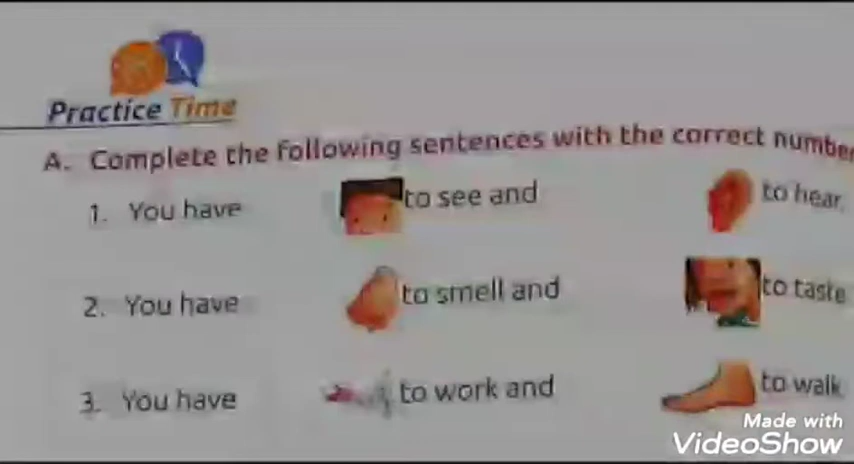 Practice Time
A. Complete the following sentences with the correct number
1. You have to see and to hear.
2. You have to smell and to taste
3. You have to work and to walk
Made with
VideoShow